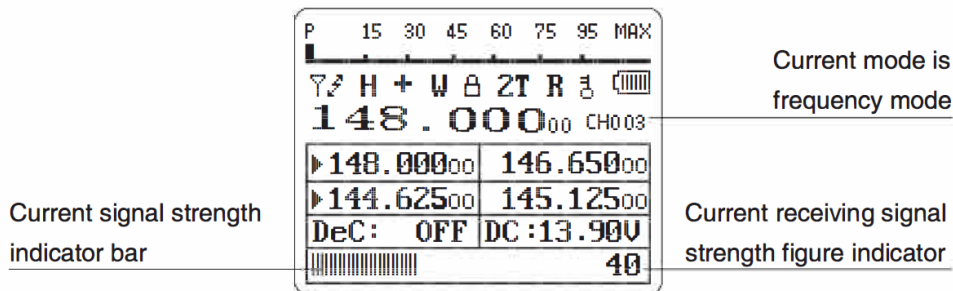 P 15 30 45 60 75 95 MAX
H + W 2T R
148.00000 CH003
Current mode is
frequency mode
148.00000 146.65000
144.62500 145.12500
DeC: OFF DC:13.90V
40
Current signal strength
indicator bar
Current receiving signal
strength figure indicator